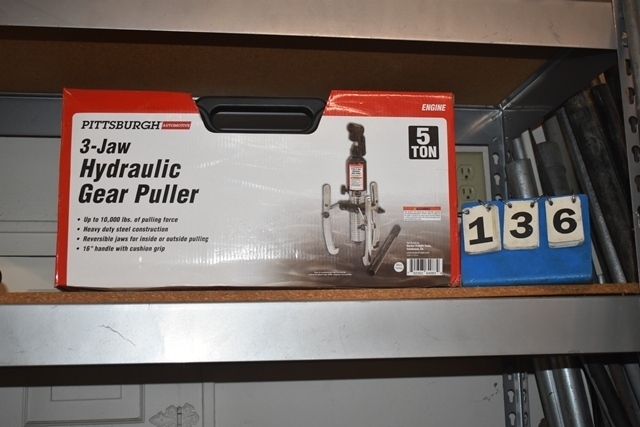 PITTSBURGH AUTOMOTIVE
ENGINE
3-Jaw
Hydraulic
Gear Puller
5
TON
• Up to 10,000 lbs. of pulling force
• Heavy duty steel construction
• Reversible jaws for inside or outside pulling
• 16" handle with cushion grip
1 3 6